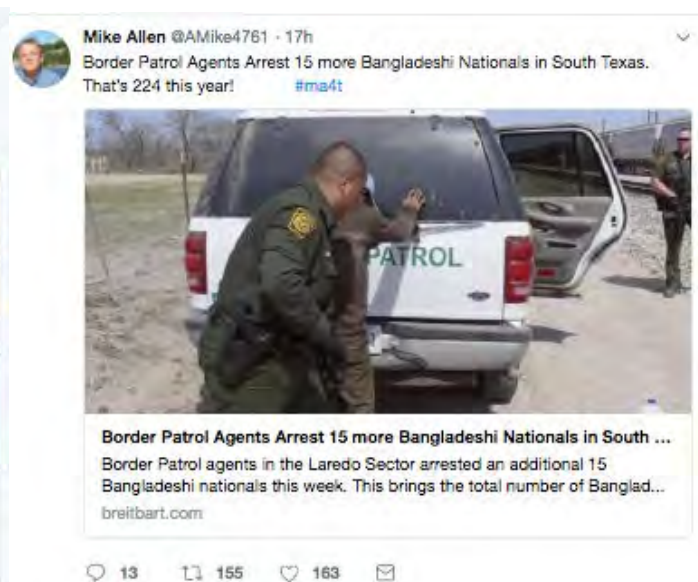 Mike Allen @AMike4761 · 17h
Border Patrol Agents Arrest 15 more Bangladeshi Nationals in South Texas.
That's 224 this year! #ma4t
PATROL
Border Patrol Agents Arrest 15 more Bangladeshi Nationals in South ...
Border Patrol agents in the Laredo Sector arrested an additional 15
Bangladeshi nationals this week. This brings the total number of Banglad...
breitbart.com
13 155 163